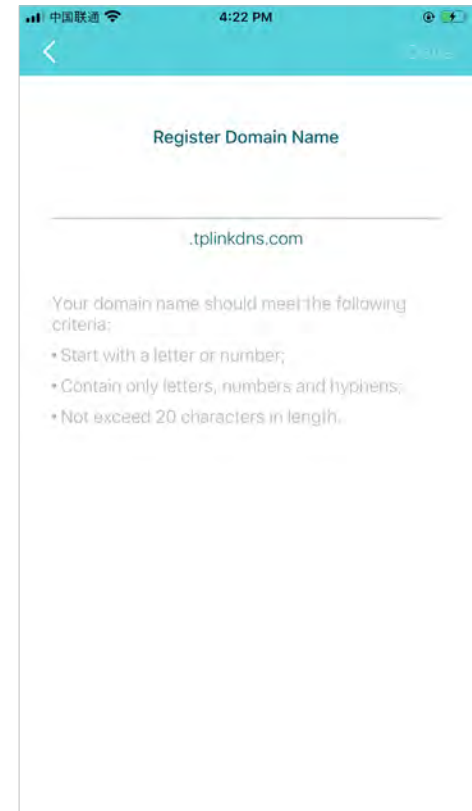 中国联通
4:22 PM
Done
Register Domain Name
.tplinkdns.com
Your domain name should meet the following
criteria:
• Start with a letter or number;
• Contain only letters, numbers and hyphens;
• Not exceed 20 characters in length.